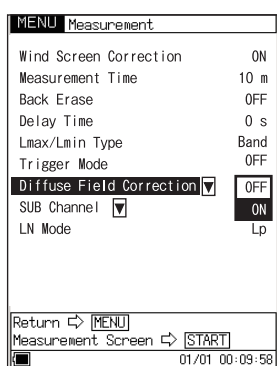 MENU Measurement
Wind Screen Correction ON
Measurement Time 10 m
Back Erase OFF
Delay Time 0 s
Lmax/Lmin Type Band
Trigger Mode OFF
Diffuse Field Correction ▼ OFF
SUB Channel ▼ ON
LN Mode Lp
Return ⇨ MENU
Measurement Screen ⇨ START
01/01 00:09:58